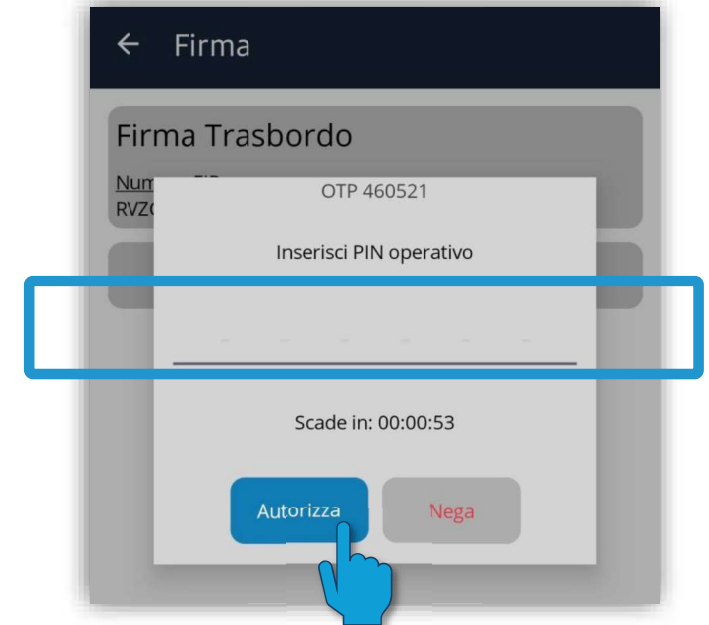 Firma
Firma Trasbordo
OTP 460521
Inserisci PIN operativo
Scade in: 00:00:53
Autorizza
Nega